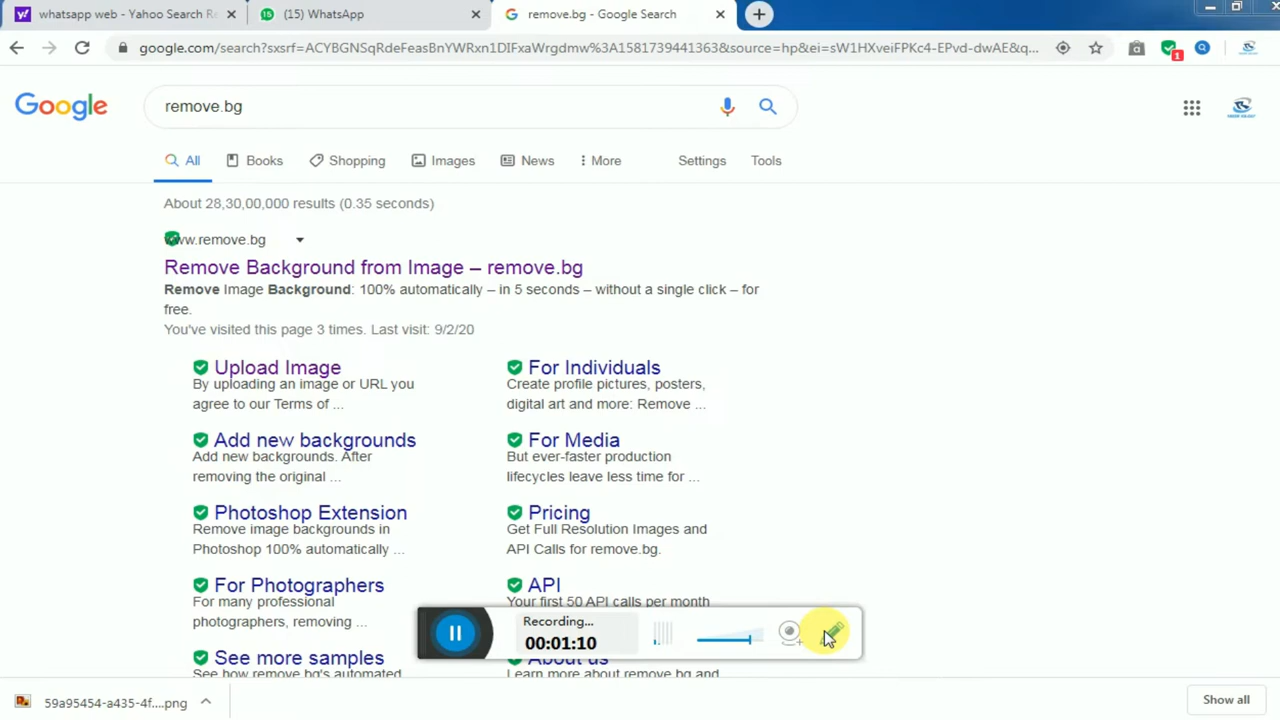 whatsapp web - Yahoo Search Re
(15) WhatsApp
remove.bg - Google Search
google.com/search?sxsrf=ACYBGNSqRdeFeasBnYWRxn1DIFxaWrgdmw%3A1581739441363&source=hp&ei=sW1HXveiFPKc4-EPvd-dwAE&q...
1
Google
remove.bg
All
Books
Shopping
Images
News
More
Settings
Tools
About 28,30,00,000 results (0.35 seconds)
www.remove.bg
Remove Background from Image – remove.bg
Remove Image Background: 100% automatically – in 5 seconds – without a single click – for
free.
You've visited this page 3 times. Last visit: 9/2/20
Upload Image
By uploading an image or URL you
agree to our Terms of ...
For Individuals
Create profile pictures, posters,
digital art and more: Remove ...
Add new backgrounds
Add new backgrounds. After
removing the original ...
For Media
But ever-faster production
lifecycles leave less time for ...
Photoshop Extension
Remove image backgrounds in
Photoshop 100% automatically ...
Pricing
Get Full Resolution Images and
API Calls for remove.bg.
For Photographers
For many professional
photographers, removing ...
API
Your first 50 API calls per month
See more samples
See how remove bg's automated
About us
Learn more about remove bg and
Recording...
00:01:10
59a95454-a435-4f....png
Show all